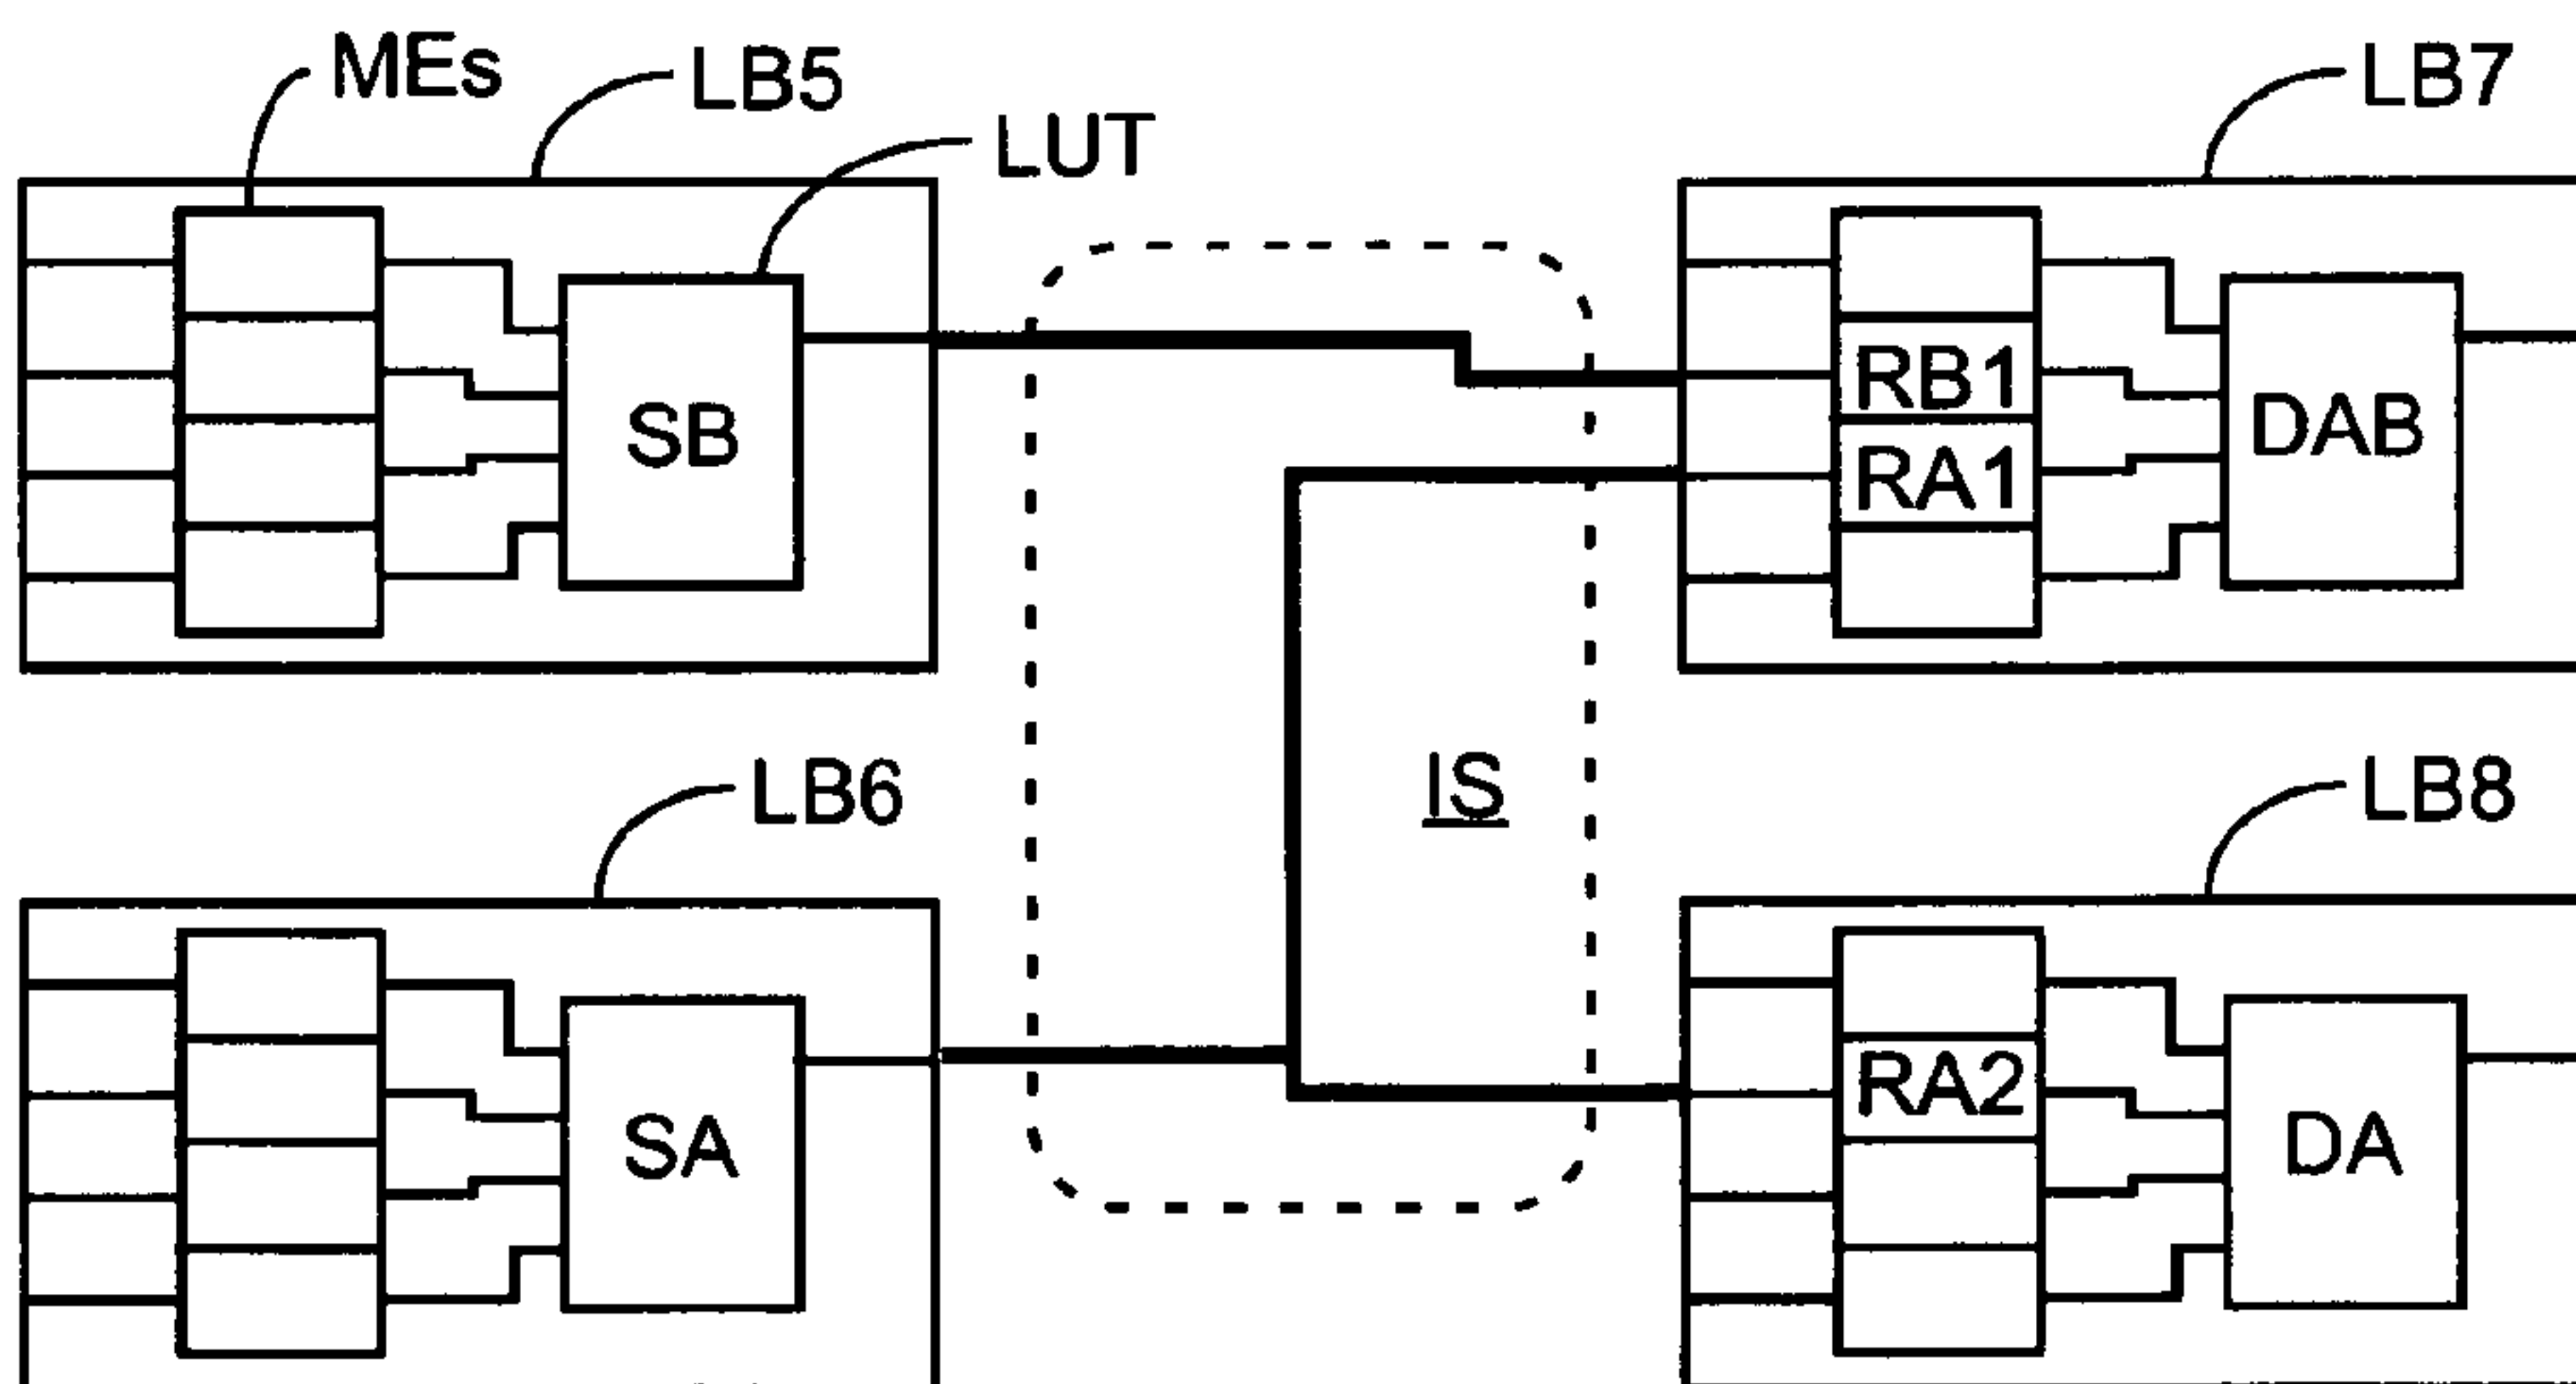 MEs
LB5
LUT
LB7
SB
RB1
RA1
DAB
IS
LB6
LB8
SA
RA2
DA